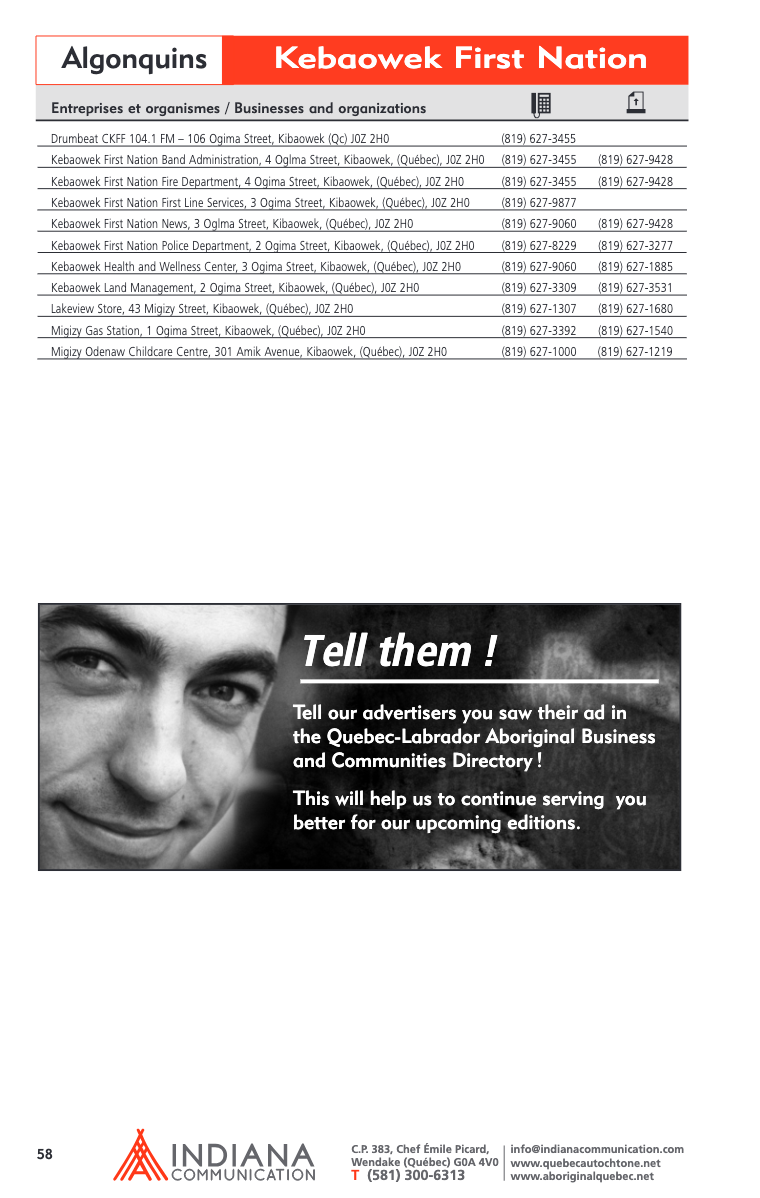 Algonquins Kebaowek First Nation
Entreprises et organismes / Businesses and organizations
Drumbeat CKFF 104.1 FM – 106 Ogima Street, Kibaowek (Qc) J0Z 2H0 (819) 627-3455
Kebaowek First Nation Band Administration, 4 Oglma Street, Kibaowek, (Québec), J0Z 2H0 (819) 627-3455 (819) 627-9428
Kebaowek First Nation Fire Department, 4 Ogima Street, Kibaowek, (Québec), J0Z 2H0 (819) 627-3455 (819) 627-9428
Kebaowek First Nation First Line Services, 3 Ogima Street, Kibaowek, (Québec), J0Z 2H0 (819) 627-9877
Kebaowek First Nation News, 3 Oglma Street, Kibaowek, (Québec), J0Z 2H0 (819) 627-9060 (819) 627-9428
Kebaowek First Nation Police Department, 2 Ogima Street, Kibaowek, (Québec), J0Z 2H0 (819) 627-8229 (819) 627-3277
Kebaowek Health and Wellness Center, 3 Ogima Street, Kibaowek, (Québec), J0Z 2H0 (819) 627-9060 (819) 627-1885
Kebaowek Land Management, 2 Ogima Street, Kibaowek, (Québec), J0Z 2H0 (819) 627-3309 (819) 627-3531
Lakeview Store, 43 Migizy Street, Kibaowek, (Québec), J0Z 2H0 (819) 627-1307 (819) 627-1680
Migizy Gas Station, 1 Ogima Street, Kibaowek, (Québec), J0Z 2H0 (819) 627-3392 (819) 627-1540
Migizy Odenaw Childcare Centre, 301 Amik Avenue, Kibaowek, (Québec), J0Z 2H0 (819) 627-1000 (819) 627-1219
Tell them !
Tell our advertisers you saw their ad in
the Quebec-Labrador Aboriginal Business
and Communities Directory !
This will help us to continue serving you
better for our upcoming editions.
58
INDIANA
COMMUNICATION
C.P. 383, Chef Émile Picard,
Wendake (Québec) G0A 4V0
T (581) 300-6313
info@indianacommunication.com
www.quebecautochtone.net
www.aboriginalquebec.net